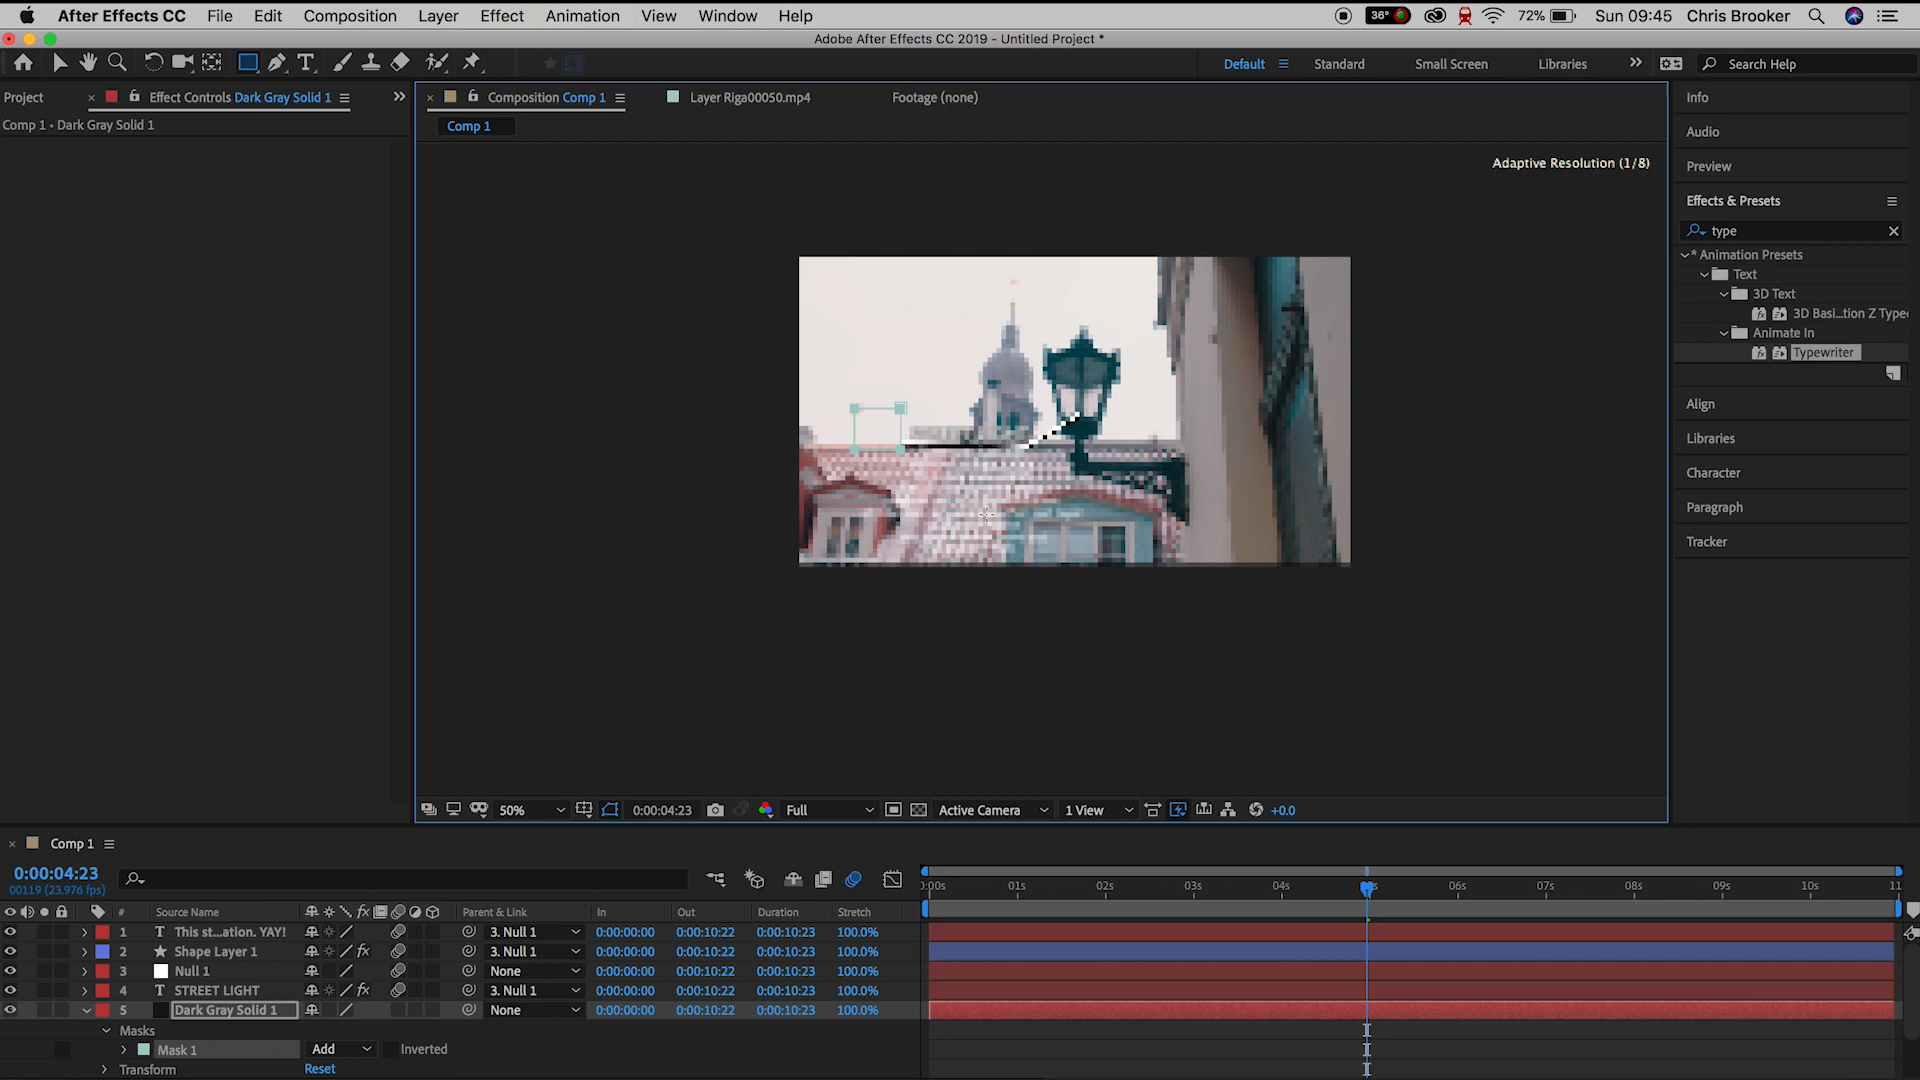 After Effects CC File Edit Composition Layer Effect Animation View Window Help 36° 72% Sun 09:45 Chris Brooker
Adobe After Effects CC 2019 - Untitled Project *
Default Standard Small Screen Libraries Search Help
Project Effect Controls Dark Gray Solid 1 Composition Comp 1 Layer Riga00050.mp4 Footage (none) Info
Comp 1 • Dark Gray Solid 1 Comp 1
Audio
Adaptive Resolution (1/8)
Preview
Effects & Presets
type
* Animation Presets
Text
3D Text
3D Basi...tion Z Type
Animate In
Typewriter
Align
Libraries
Character
Paragraph
Tracker
50% 0:00:04:23 Full Active Camera 1 View +0.0
Comp 1
0:00:04:23
00119 (23.976 fps)
0:00s 01s 02s 03s 04s 06s 07s 08s 09s 10s 11
# Source Name Parent & Link In Out Duration Stretch
1 This st...ation. YAY! 3. Null 1 0:00:00:00 0:00:10:22 0:00:10:23 100.0%
2 Shape Layer 1 3. Null 1 0:00:00:00 0:00:10:22 0:00:10:23 100.0%
3 Null 1 None 0:00:00:00 0:00:10:22 0:00:10:23 100.0%
4 STREET LIGHT 3. Null 1 0:00:00:00 0:00:10:22 0:00:10:23 100.0%
5 Dark Gray Solid 1 None 0:00:00:00 0:00:10:22 0:00:10:23 100.0%
Masks
Mask 1 Add Inverted
Transform Reset